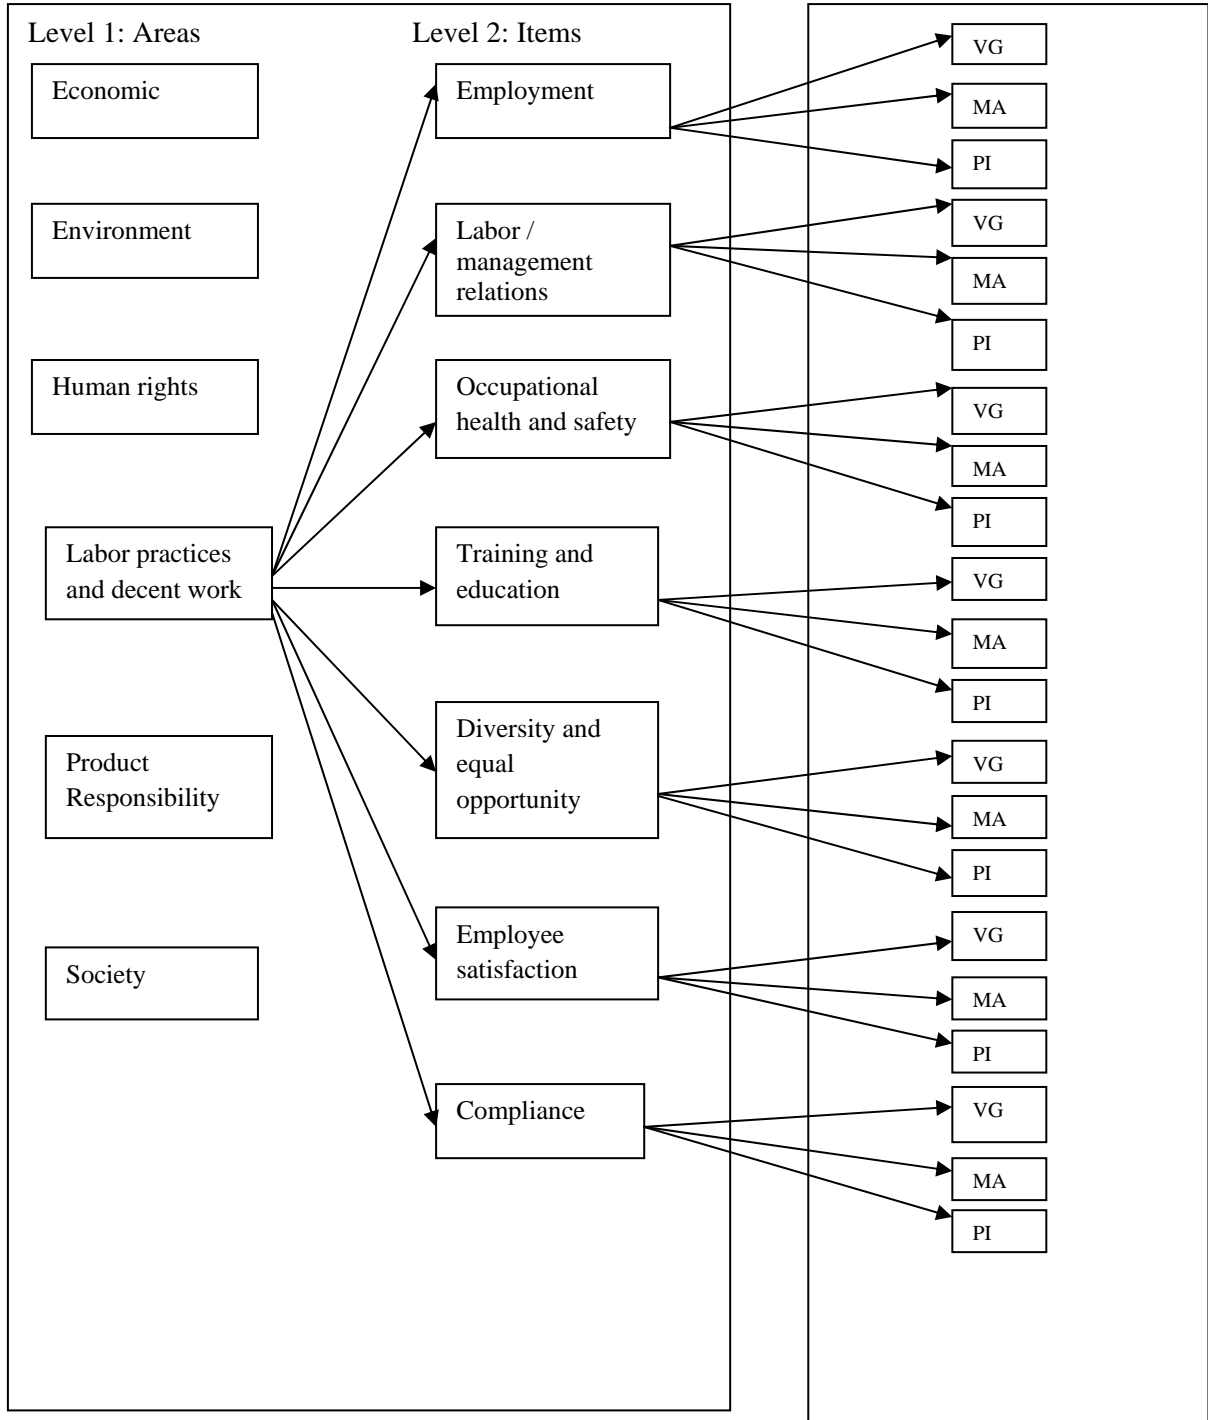 Level 1: Areas
Economic
Environment
Human rights
Labor practices
and decent work
Product
Responsibility
Society
Level 2: Items
Employment
Labor /
management
relations
Occupational
health and safety
Training and
education
Diversity and
equal
opportunity
Employee
satisfaction
Compliance
VG
MA
PI
VG
MA
PI
VG
MA
PI
VG
MA
PI
VG
MA
PI
VG
MA
PI
VG
MA
PI